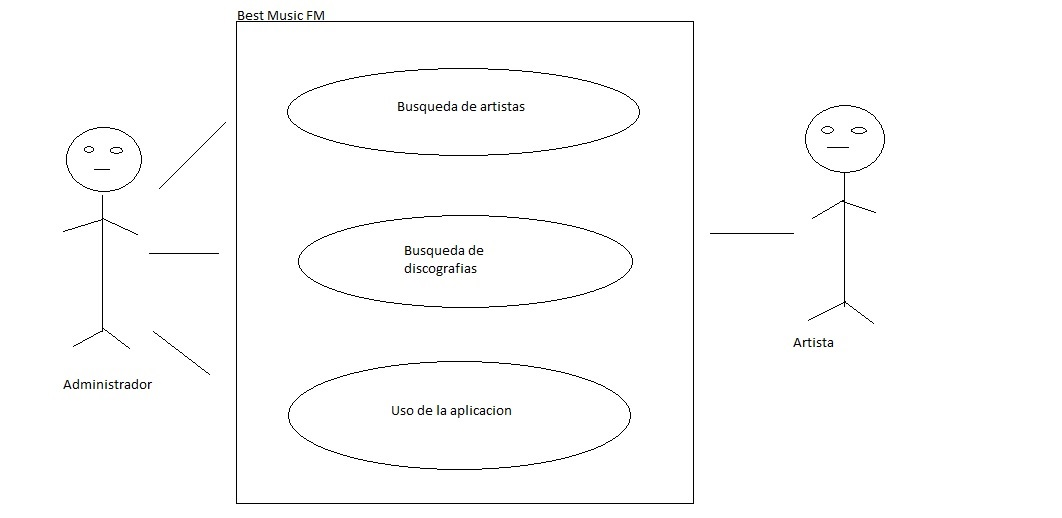 Best Music FM
Busqueda de artistas
Busqueda de
discografias
Artista
Administrador
Uso de la aplicacion